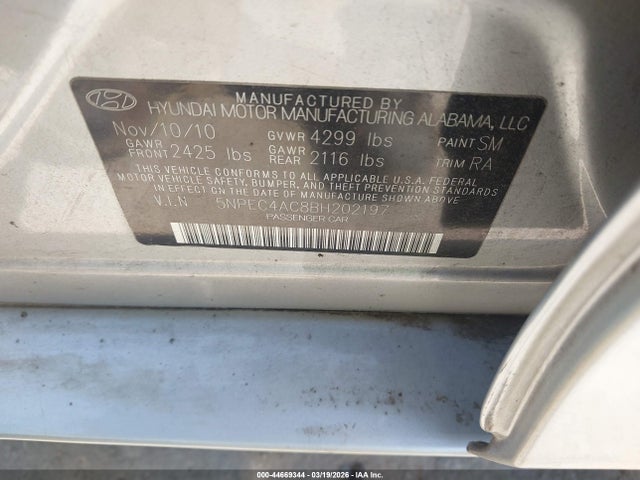 MANUFACTURED BY
HYUNDAI MOTOR MANUFACTURING ALABAMA, LLC
Nov/10/10 GVWR 4299 lbs PAINT SM
GAWR FRONT 2425 lbs GAWR REAR 2116 lbs TRIM RA
THIS VEHICLE CONFORMS TO ALL APPLICABLE U.S.A. FEDERAL
MOTOR VEHICLE SAFETY, BUMPER, AND THEFT PREVENTION STANDARDS
IN EFFECT ON THE DATE OF MANUFACTURE SHOWN ABOVE.
V.I.N 5NPEC4AC8BH202197
PASSENGER CAR
000-44669344 - 03/19/2026 - IAA Inc.